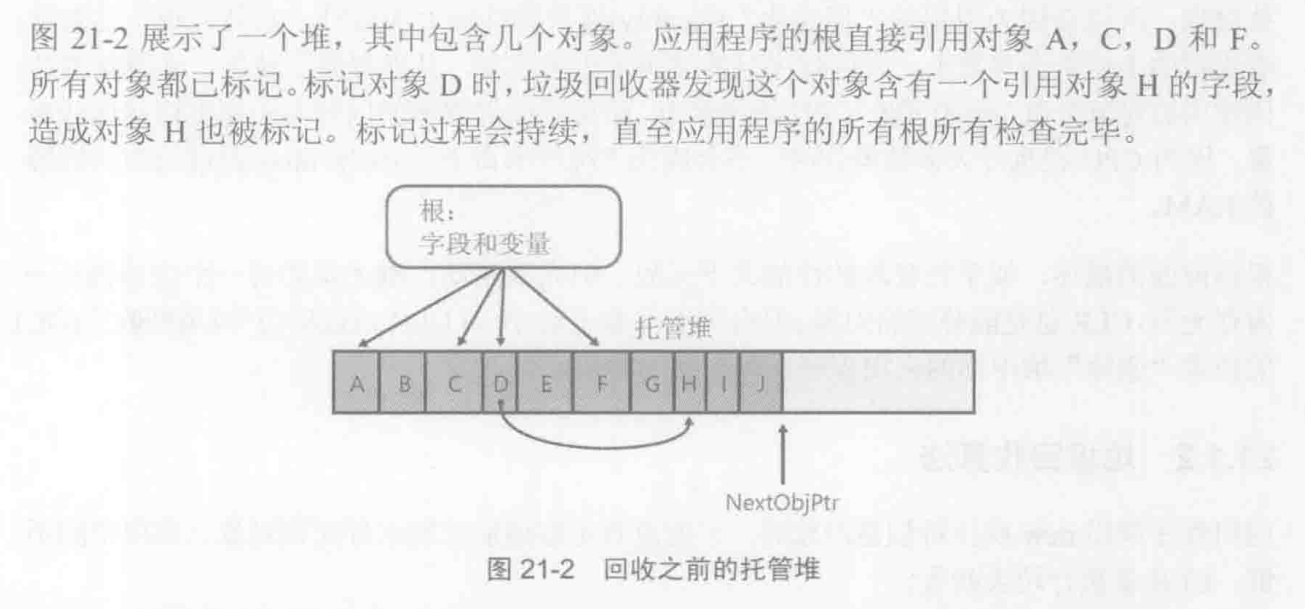 图 21-2 展示了一个堆，其中包含几个对象。应用程序的根直接引用对象 A，C，D 和 F。
所有对象都已标记。标记对象 D 时，垃圾回收器发现这个对象含有一个引用对象 H 的字段，
造成对象 H 也被标记。标记过程会持续，直至应用程序的所有根所有检查完毕。
根：
字段和变量
托管堆
A B C D E F G H I J
NextObjPtr
图 21-2 回收之前的托管堆